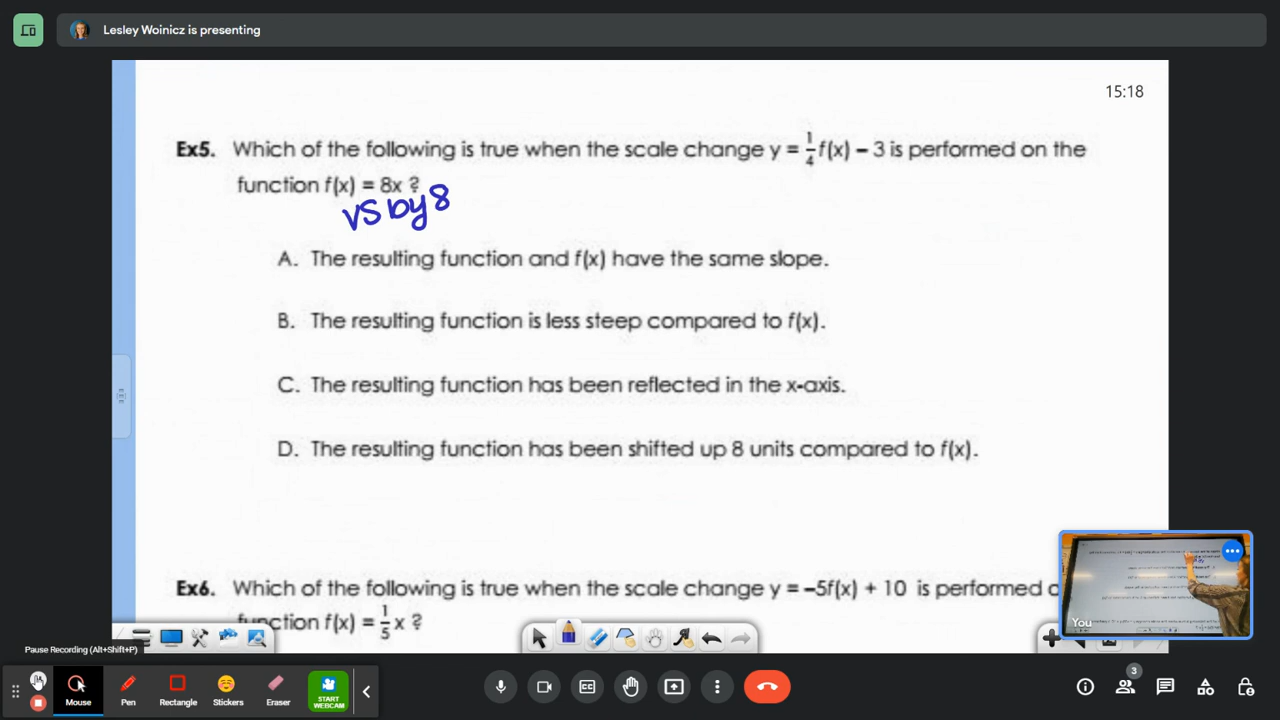 Lesley Woinicz is presenting
15:18
Ex5. Which of the following is true when the scale change y = 1/4 f(x) – 3 is performed on the
function f(x) = 8x ?
VS by 8
A. The resulting function and f(x) have the same slope.
B. The resulting function is less steep compared to f(x).
C. The resulting function has been reflected in the x-axis.
D. The resulting function has been shifted up 8 units compared to f(x).
Ex6. Which of the following is true when the scale change y = –5f(x) + 10 is performed o
function f(x) = 1/5 x ?
You
Pause Recording (Alt+Shift+P)
Mouse
Pen
Rectangle
Stickers
Eraser
START
WEBCAM
3